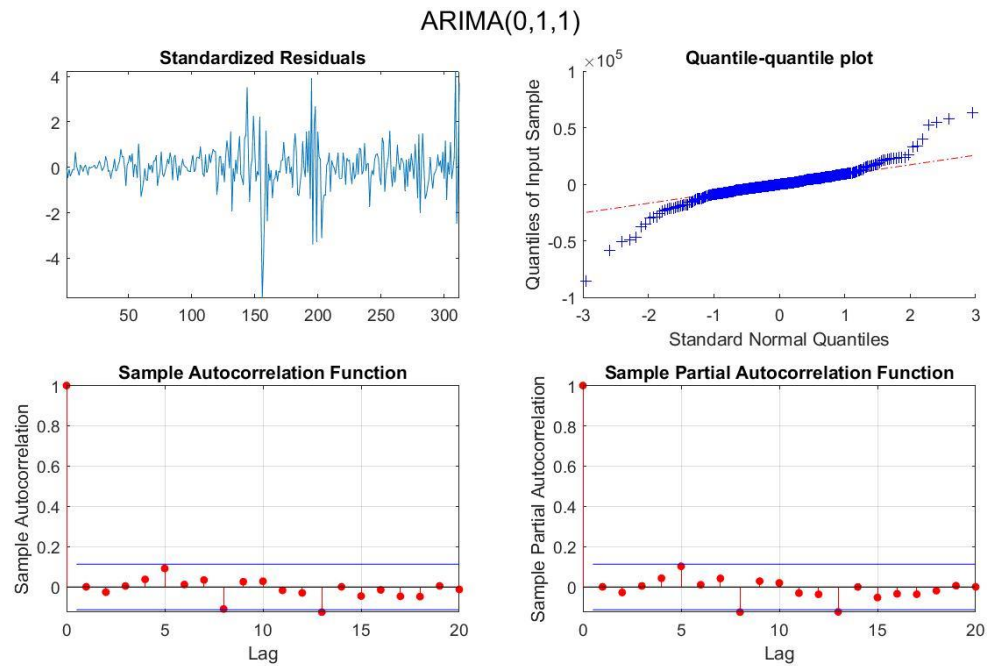 ARIMA(0,1,1)
Standardized Residuals
4
2
0
-2
-4
50 100 150 200 250 300
Quantile-quantile plot
× 10^5
Quantiles of Input Sample
1
0.5
0
-0.5
-1
-3 -2 -1 0 1 2 3
Standard Normal Quantiles
Sample Autocorrelation Function
Sample Autocorrelation
1
0.8
0.6
0.4
0.2
0
0 5 10 15 20
Lag
Sample Partial Autocorrelation Function
Sample Partial Autocorrelation
1
0.8
0.6
0.4
0.2
0
0 5 10 15 20
Lag